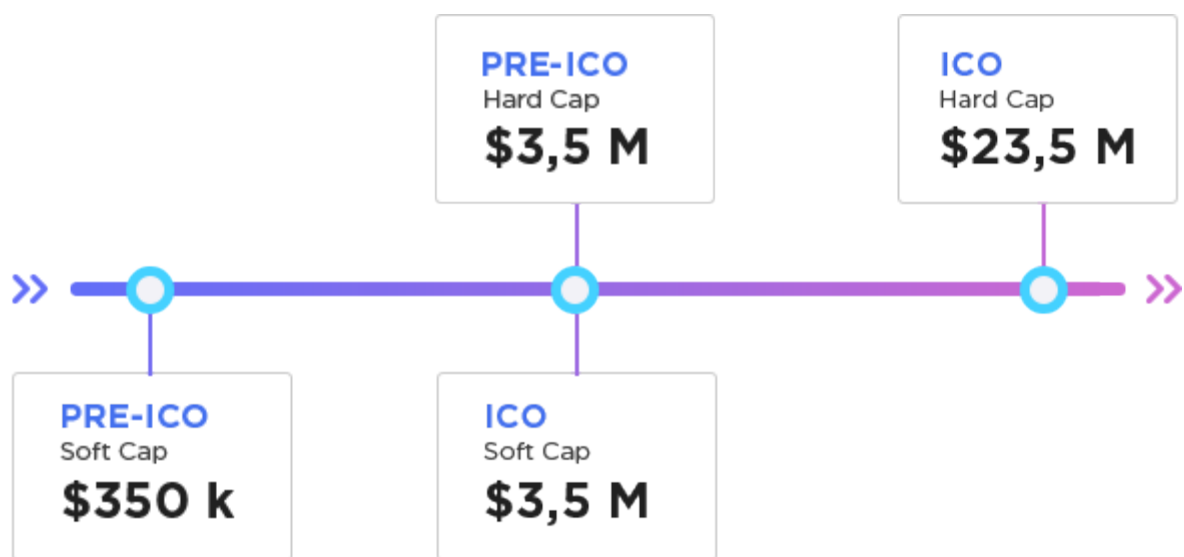 PRE-ICO
Hard Cap
$3,5 M
ICO
Hard Cap
$23,5 M
PRE-ICO
Soft Cap
$350 k
ICO
Soft Cap
$3,5 M